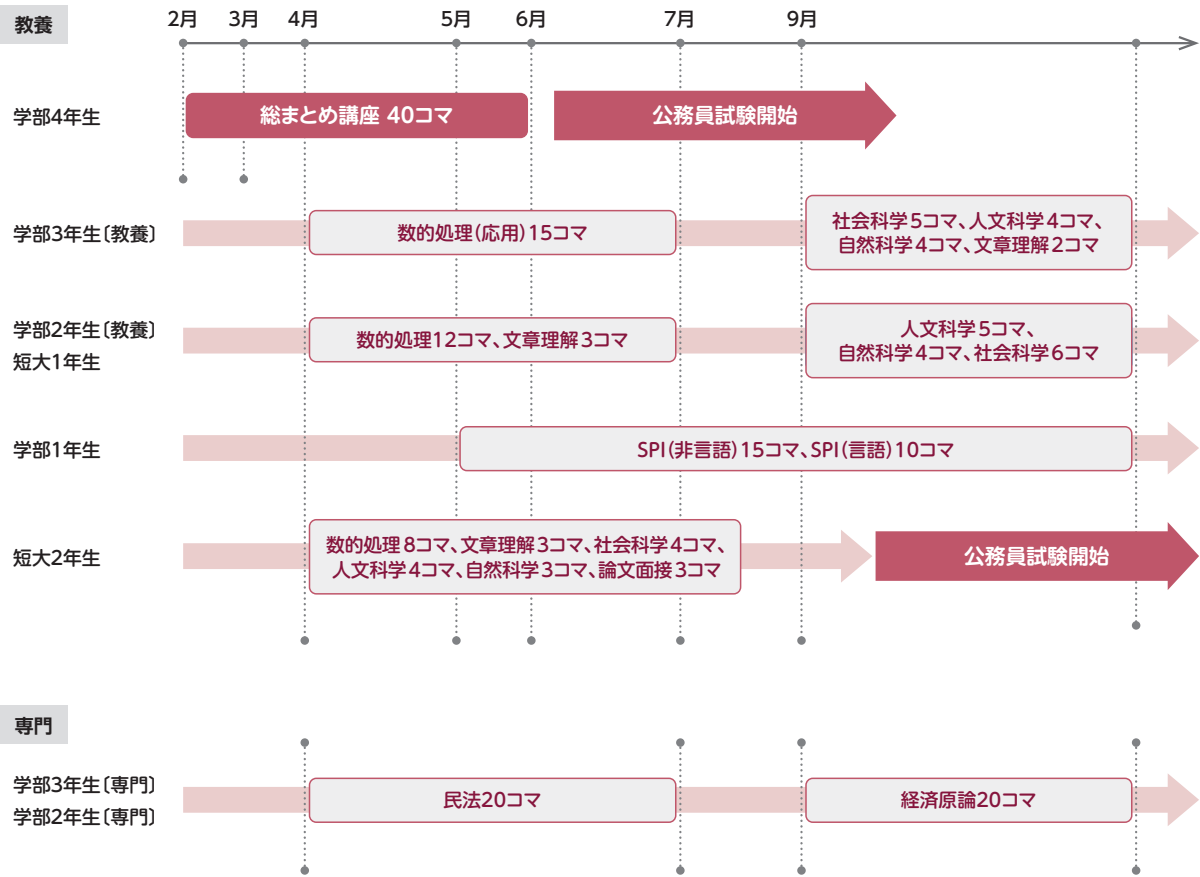 教養
2月 3月 4月 5月 6月 7月 9月
学部4年生
総まとめ講座 40コマ
公務員試験開始
学部3年生〔教養〕
数的処理(応用)15コマ
社会科学5コマ、人文科学4コマ、
自然科学4コマ、文章理解2コマ
学部2年生〔教養〕
短大1年生
数的処理12コマ、文章理解3コマ
人文科学5コマ、
自然科学4コマ、社会科学6コマ
学部1年生
SPI(非言語)15コマ、SPI(言語)10コマ
短大2年生
数的処理8コマ、文章理解3コマ、社会科学4コマ、
人文科学4コマ、自然科学3コマ、論文面接3コマ
公務員試験開始
専門
学部3年生〔専門〕
学部2年生〔専門〕
民法20コマ
経済原論20コマ